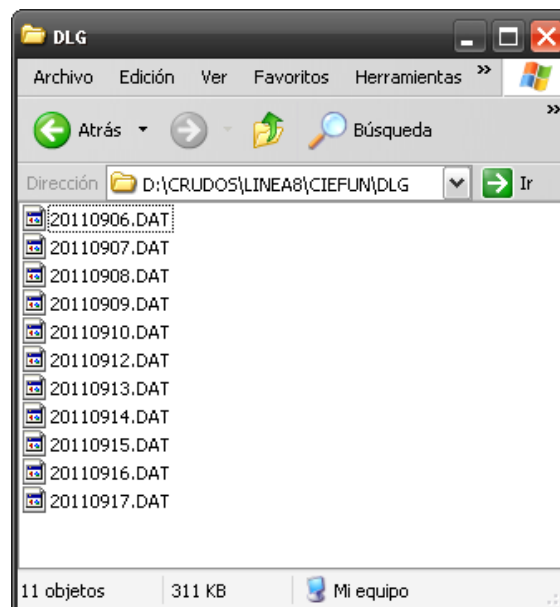 DLG
Archivo Edición Ver Favoritos Herramientas »
Atrás Búsqueda »
Dirección D:\CRUDOS\LINEA8\CIEFUN\DLG Ir
20110906.DAT
20110907.DAT
20110908.DAT
20110909.DAT
20110910.DAT
20110912.DAT
20110913.DAT
20110914.DAT
20110915.DAT
20110916.DAT
20110917.DAT
11 objetos 311 KB Mi equipo